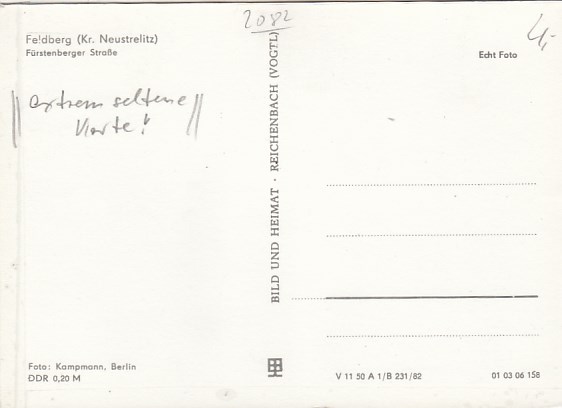 2082
4,-
Feldberg (Kr. Neustrelitz)
Fürstenberger Straße
Echt Foto
extrem seltene
Karte!
BILD UND HEIMAT · REICHENBACH (VOGTL)
Foto: Kampmann, Berlin
DDR 0,20 M
V 11 50 A 1/B 231/82
01 03 06 158